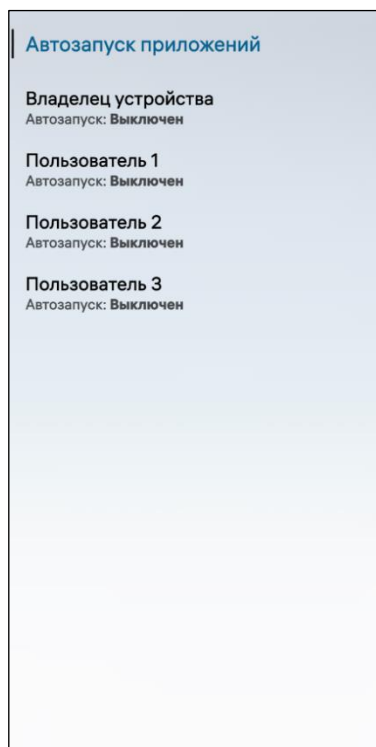 Автозапуск приложений
Владелец устройства
Автозапуск: Выключен
Пользователь 1
Автозапуск: Выключен
Пользователь 2
Автозапуск: Выключен
Пользователь 3
Автозапуск: Выключен